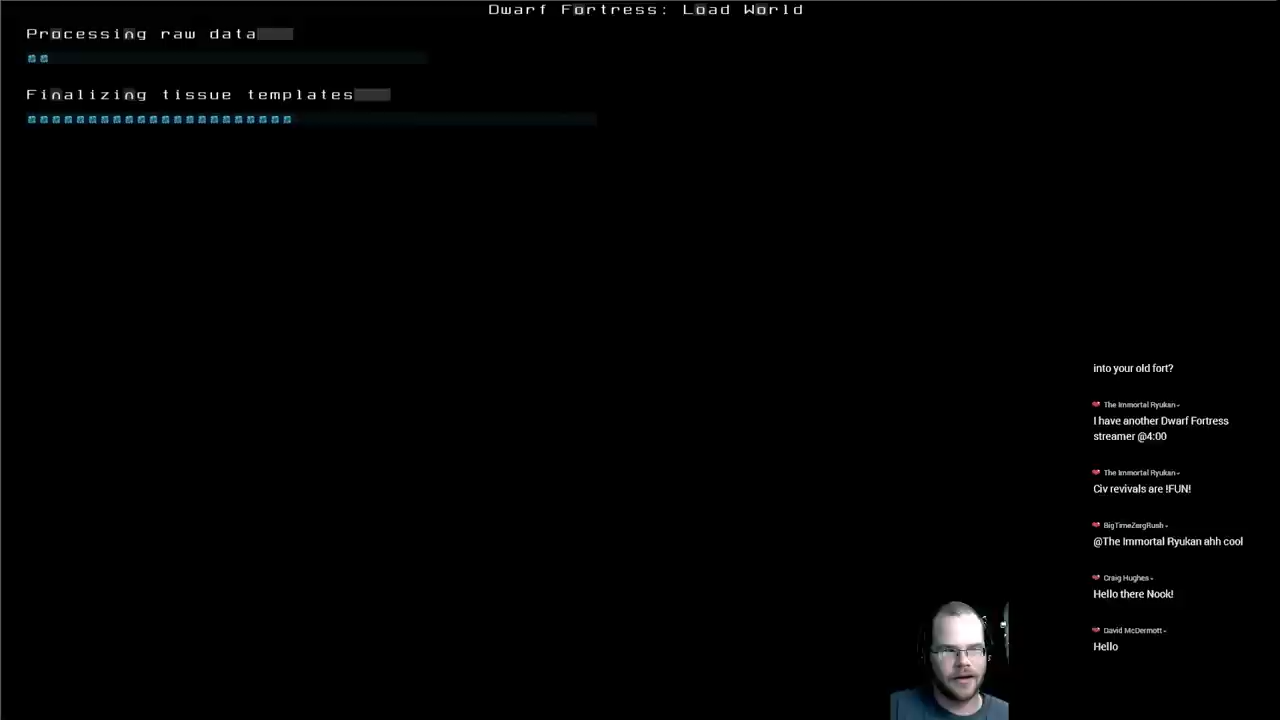 Dwarf Fortress: Load World
Processing raw data
Finalizing tissue templates
into your old fort?
The Immortal Ryukan-
I have another Dwarf Fortress
streamer @4:00
The Immortal Ryukan-
Civ revivals are !FUN!
BigTimeZergRush-
@The Immortal Ryukan ahh cool
Craig Hughes-
Hello there Nook!
David McDermott-
Hello